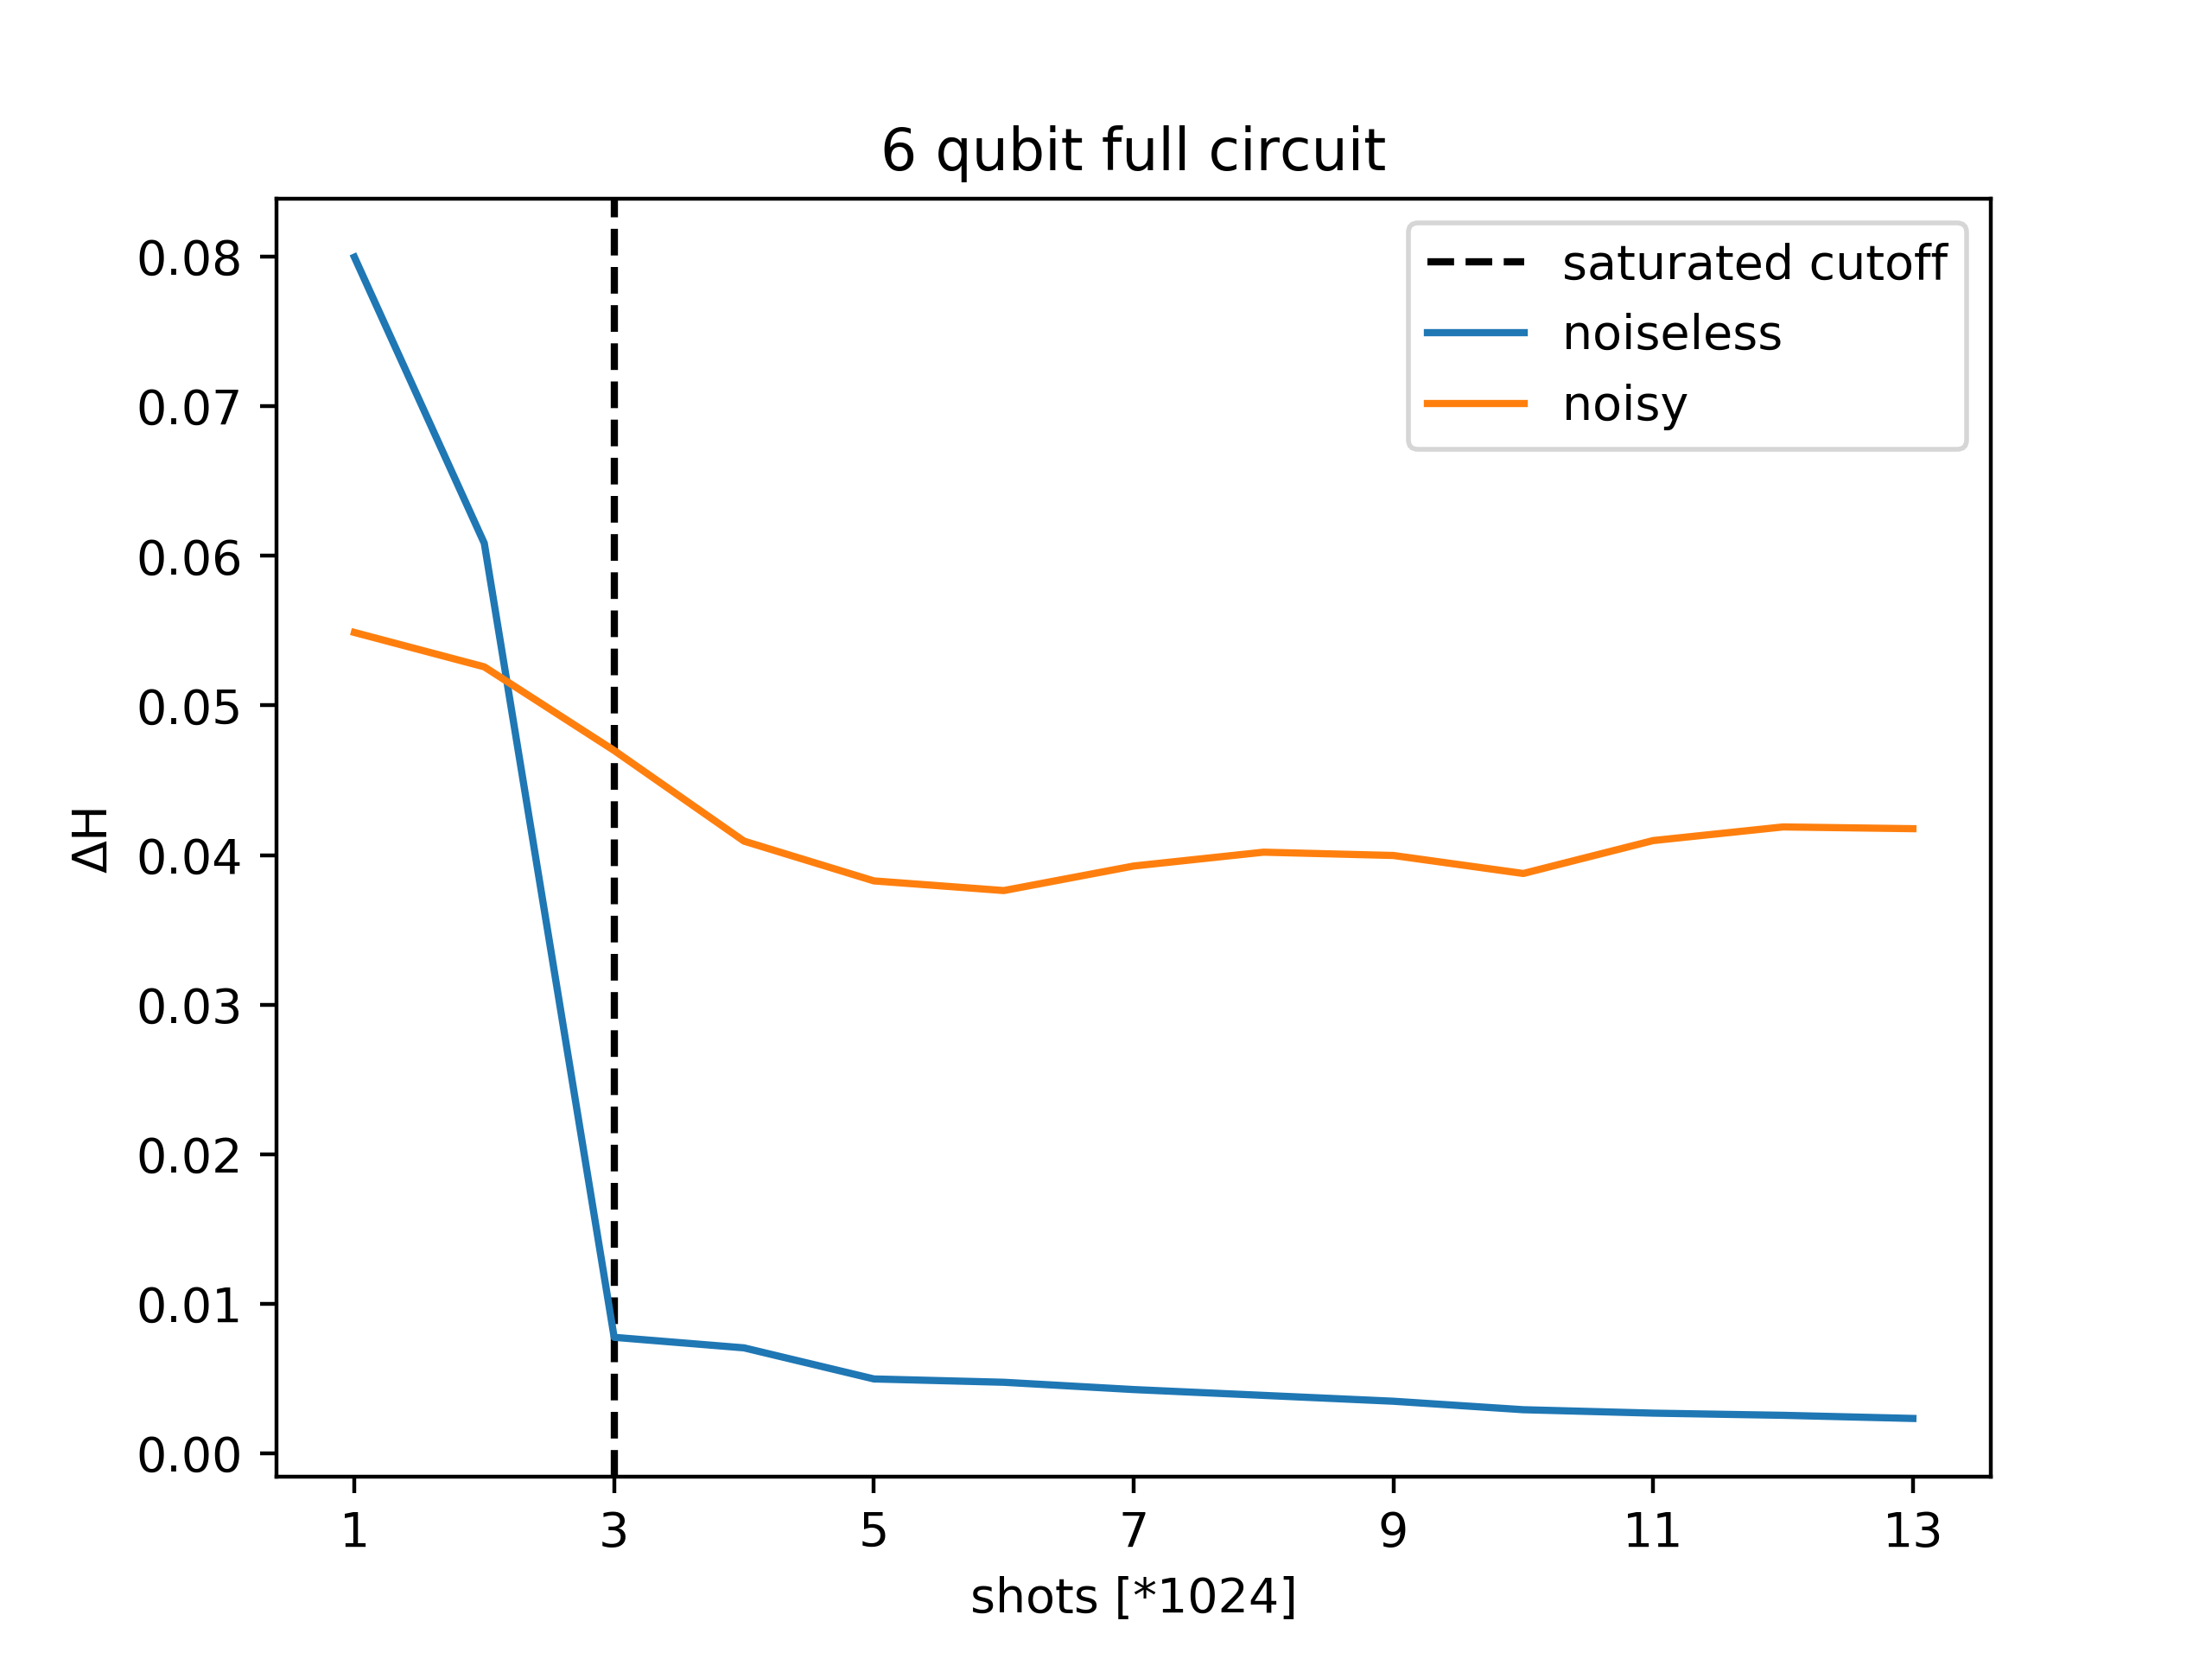 6 qubit full circuit
saturated cutoff
noiseless
noisy
0.08
0.07
0.06
0.05
0.04
0.03
0.02
0.01
0.00
ΔH
1 3 5 7 9 11 13
shots [*1024]